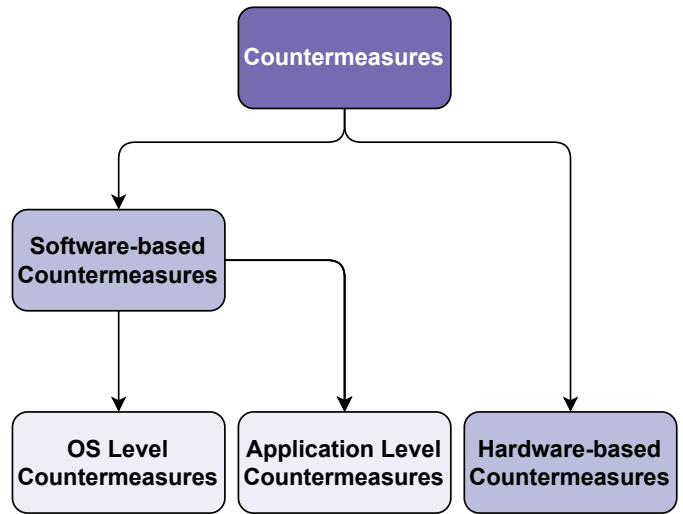 Countermeasures
Software-based
Countermeasures
OS Level
Countermeasures
Application Level
Countermeasures
Hardware-based
Countermeasures